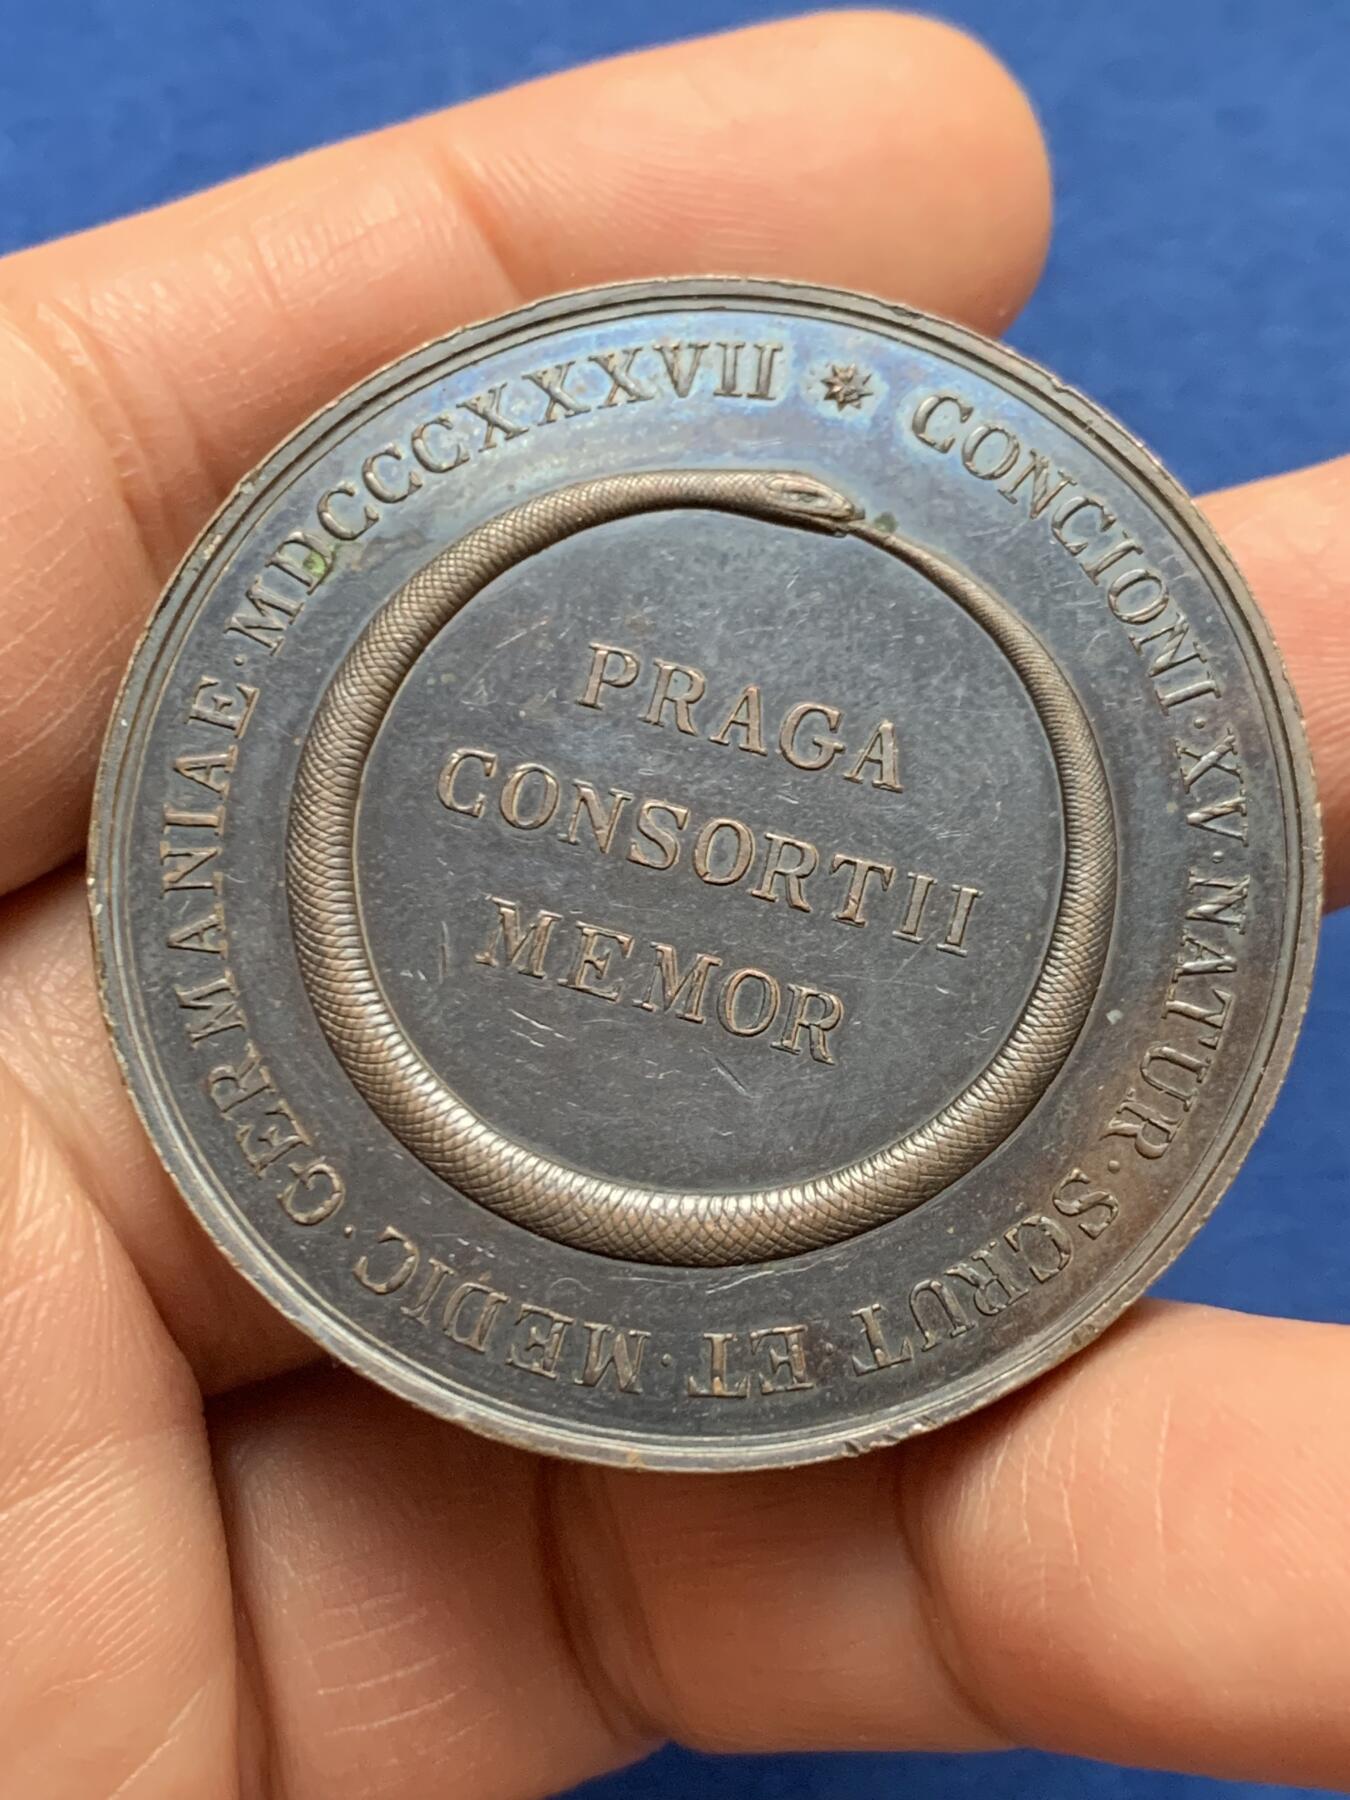 CONCIONI · XV · NATUR · SCRUT ET · MEDIC · GERMANIAE · MDCCCXXXVII
PRAGA
CONSORTII
MEMOR